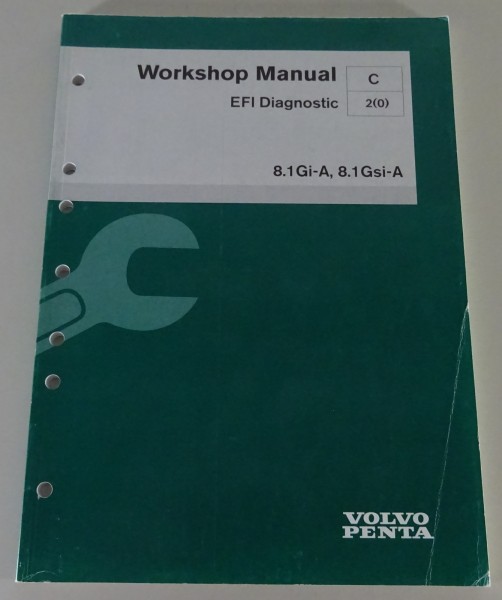 Workshop Manual
C
EFI Diagnostic
2(0)
8.1Gi-A, 8.1Gsi-A
VOLVO
PENTA